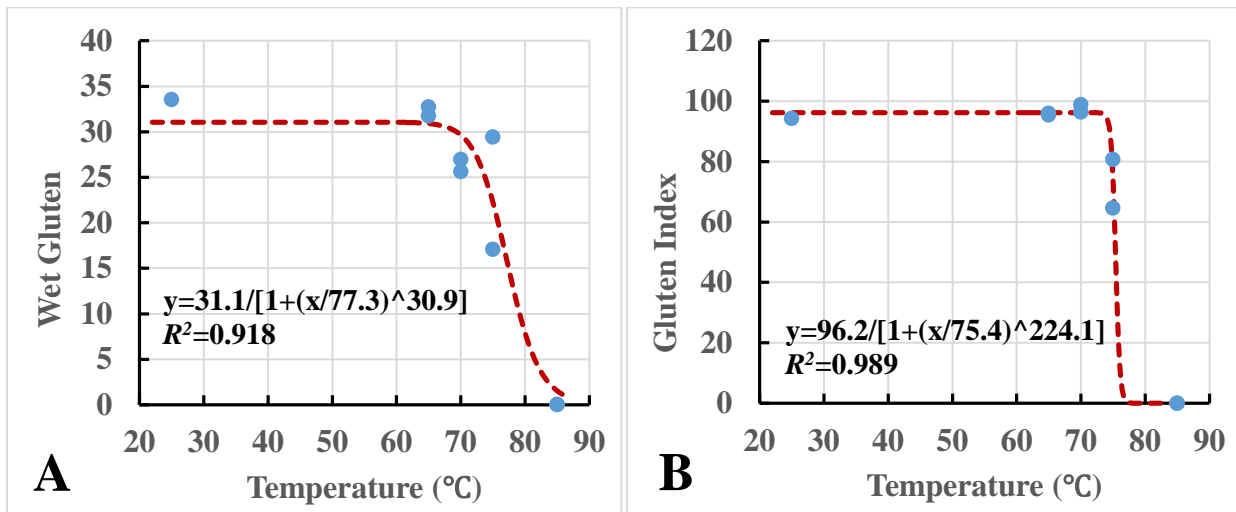 40
35
30
25
20
15
10
5
0
Wet Gluten
y=31.1/[1+(x/77.3)^30.9]
R²=0.918
20 30 40 50 60 70 80 90
Temperature (℃)
A
120
100
80
60
40
20
0
Gluten Index
y=96.2/[1+(x/75.4)^224.1]
R²=0.989
20 30 40 50 60 70 80 90
Temperature (℃)
B